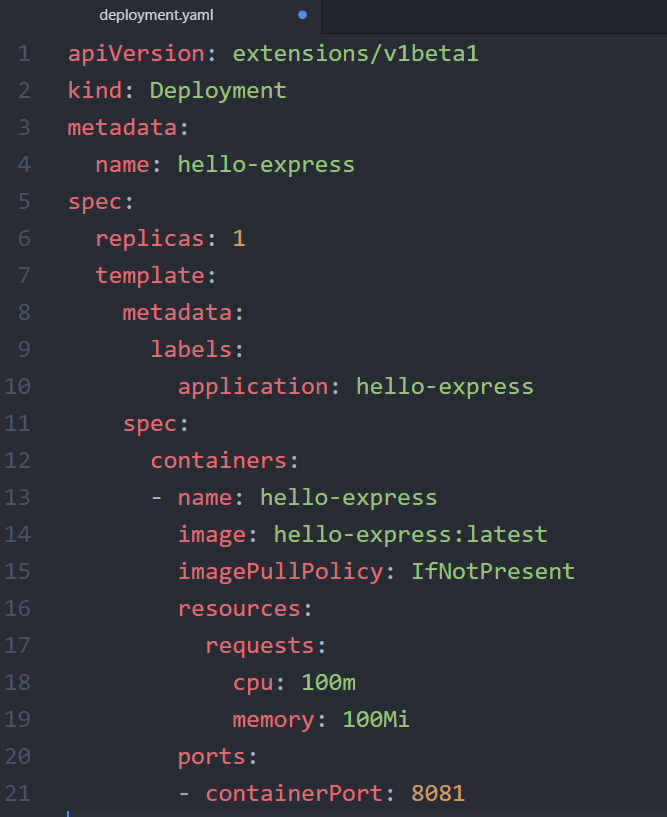 deployment.yaml
1 apiVersion: extensions/v1beta1
2 kind: Deployment
3 metadata:
4   name: hello-express
5 spec:
6   replicas: 1
7   template:
8     metadata:
9       labels:
10         application: hello-express
11     spec:
12       containers:
13       - name: hello-express
14         image: hello-express:latest
15         imagePullPolicy: IfNotPresent
16         resources:
17           requests:
18             cpu: 100m
19             memory: 100Mi
20         ports:
21         - containerPort: 8081